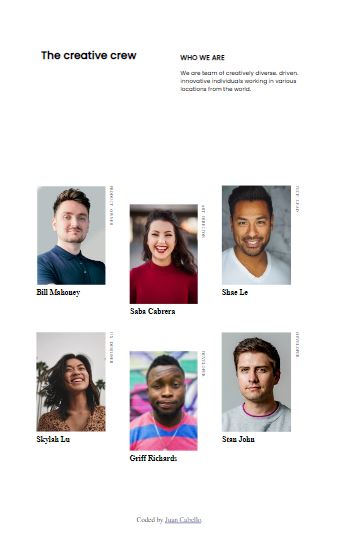 The creative crew
WHO WE ARE
We are team of creatively diverse. driven.
innovative individuals working in various
locations from the world.
PRODUCT OWNER
Bill Mahoney
ART DIRECTOR
Saba Cabrera
TECH LEAD
Shae Le
UX DESIGNER
Skylah Lu
DEVELOPER
Griff Richards
DEVELOPER
Stan John
Coded by Juan Cabello.